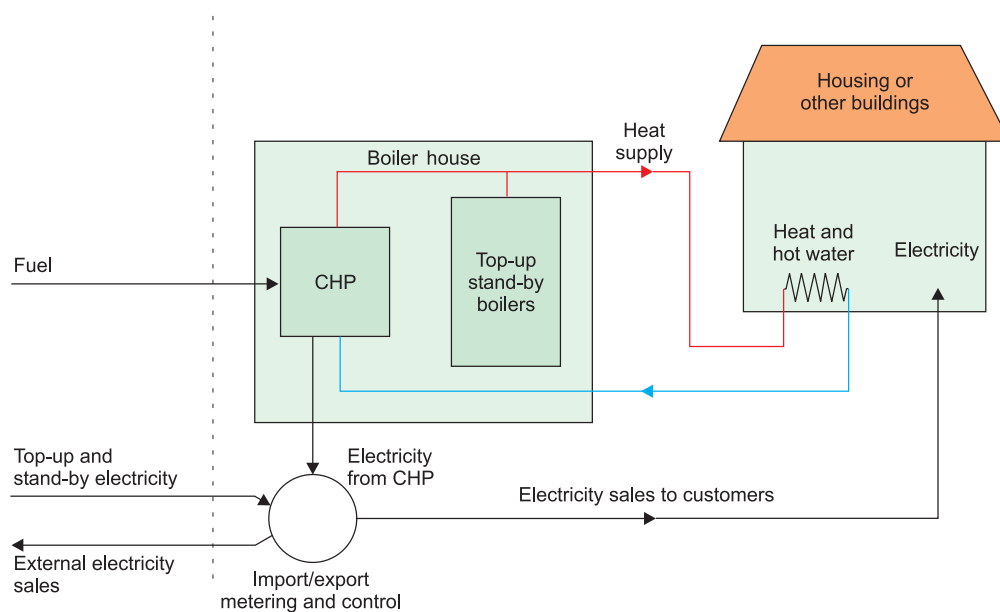 Housing or
other buildings
Boiler house
Heat
supply
Fuel
CHP
Top-up
stand-by
boilers
Heat and
hot water
Electricity
Top-up and
stand-by electricity
Electricity
from CHP
Electricity sales to customers
External electricity
sales
Import/export
metering and control